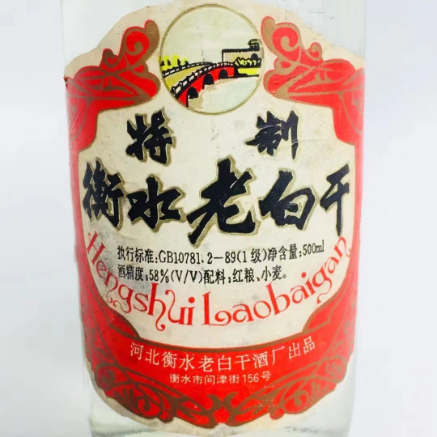 特制
衡水老白干
执行标准:GB10781.2-89(1级)净含量:500ml
酒精度:58%(V/V)配料:红粮、小麦。
Hengshui Laobaigan
河北衡水老白干酒厂出品
衡水市问津街156号